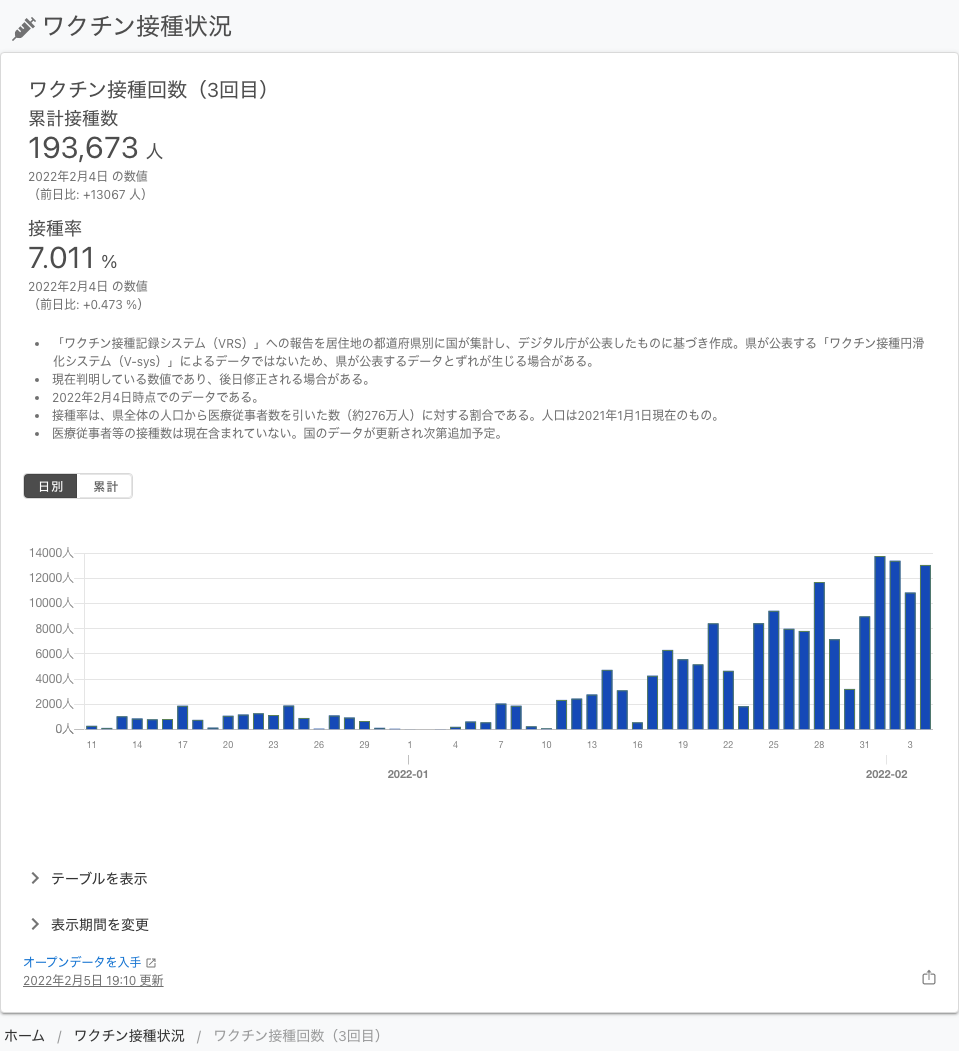 ワクチン接種状況
ワクチン接種回数（3回目）
累計接種数
193,673 人
2022年2月4日 の数値
（前日比: +13067 人）
接種率
7.011 %
2022年2月4日 の数値
（前日比: +0.473 %）
• 「ワクチン接種記録システム（VRS）」への報告を居住地の都道府県別に国が集計し、デジタル庁が公表したものに基づき作成。県が公表する「ワクチン接種円滑
化システム（V-sys）」によるデータではないため、県が公表するデータとずれが生じる場合がある。
• 現在判明している数値であり、後日修正される場合がある。
• 2022年2月4日時点でのデータである。
• 接種率は、県全体の人口から医療従事者数を引いた数（約276万人）に対する割合である。人口は2021年1月1日現在のもの。
• 医療従事者等の接種数は現在含まれていない。国のデータが更新され次第追加予定。
日別 累計
14000人
12000人
10000人
8000人
6000人
4000人
2000人
0人
11 14 17 20 23 26 29 1 4 7 10 13 16 19 22 25 28 31 3
2022-01 2022-02
テーブルを表示
表示期間を変更
オープンデータを入手
2022年2月5日 19:10 更新
ホーム / ワクチン接種状況 / ワクチン接種回数（3回目）